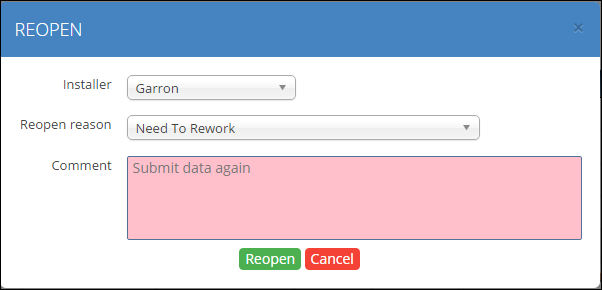 REOPEN ×
Installer Garron
Reopen reason Need To Rework
Comment Submit data again
Reopen Cancel